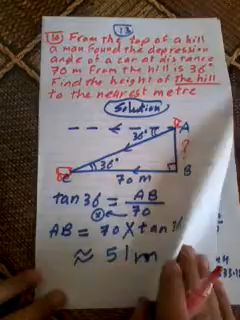 13
10 From the top of a hill
a man found the depression
angle of a car at distance
70 m from the hill is 36°
Find the height of the hill
to the nearest metre
Solution
A
36°
?
36°
C
70 m
B
tan 36 = AB / 70
AB = 70 X tan 36
≈ 51 m